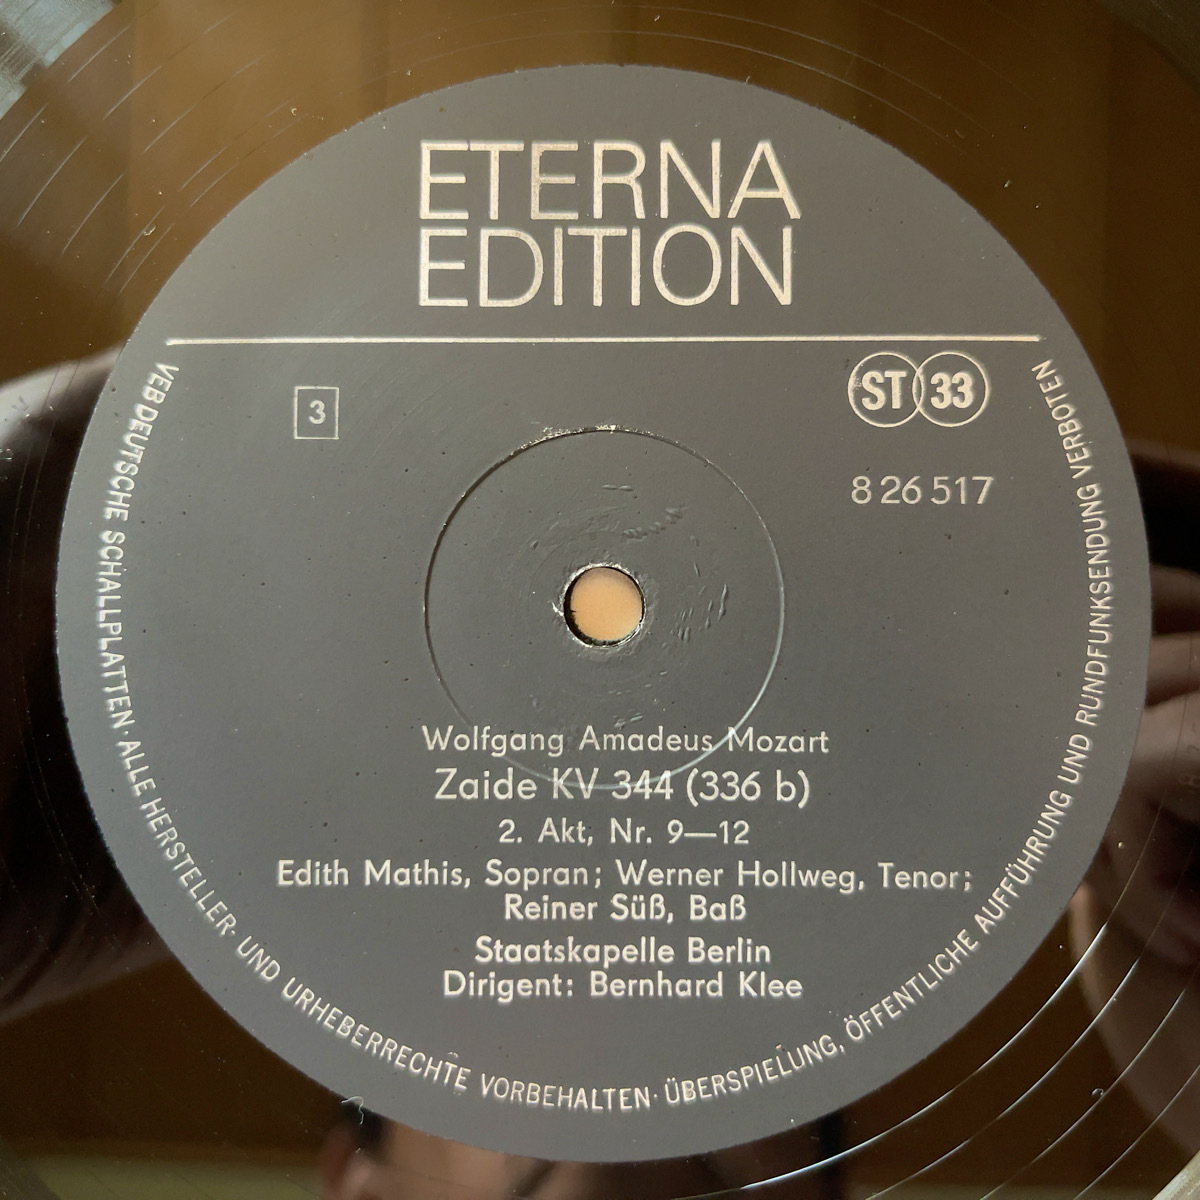 ETERNA
EDITION
3
ST 33
8 26 517
Wolfgang Amadeus Mozart
Zaide KV 344 (336 b)
2. Akt, Nr. 9—12
Edith Mathis, Sopran; Werner Hollweg, Tenor;
Reiner Süß, Baß
Staatskapelle Berlin
Dirigent: Bernhard Klee
VEB DEUTSCHE SCHALLPLATTEN · ALLE HERSTELLER- UND URHEBERRECHTE VORBEHALTEN · ÜBERSPIELUNG, ÖFFENTLICHE AUFFÜHRUNG UND RUNDFUNKSENDUNG VERBOTEN